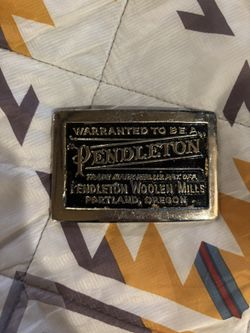 WARRANTED TO BE A
PENDLETON
PENDLETON WOOLEN MILLS
PORTLAND, OREGON